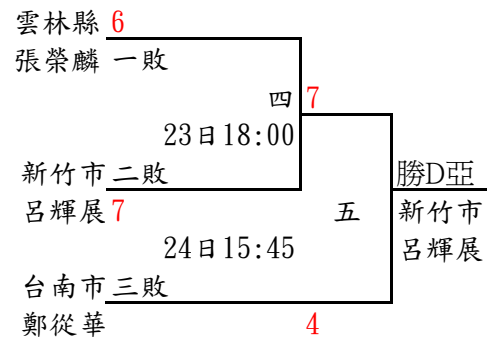 雲林縣 6
張榮麟 一敗
四 7
23日18:00
新竹市 二敗
勝D亞
呂輝展 7
五
新竹市
24日15:45
呂輝展
台南市 三敗
鄭從華
4